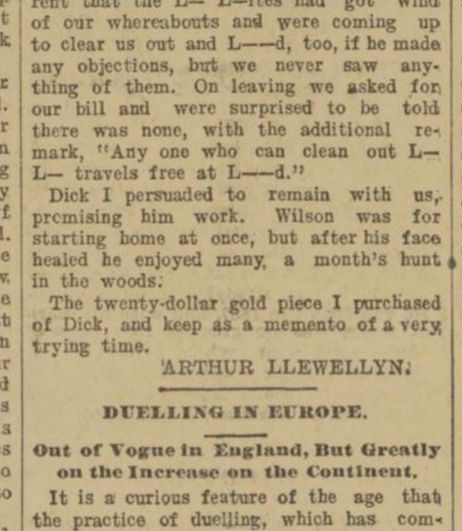 rent that the L— L—ites had got wind
of our whereabouts and were coming up
to clear us out and L——d, too, if he made
any objections, but we never saw any-
thing of them. On leaving we asked for
our bill and were surprised to be told
there was none, with the additional re-
mark, "Any one who can clean out L—
L— travels free at L——d."
Dick I persuaded to remain with us,
promising him work. Wilson was for
starting home at once, but after his face
healed he enjoyed many, a month's hunt
in the woods.
The twenty-dollar gold piece I purchased
of Dick, and keep as a memento of a very
trying time.
ARTHUR LLEWELLYN.
DUELLING IN EUROPE.
Out of Vogue in England, But Greatly
on the Increase on the Continent.
It is a curious feature of the age that
the practice of duelling, which has com-